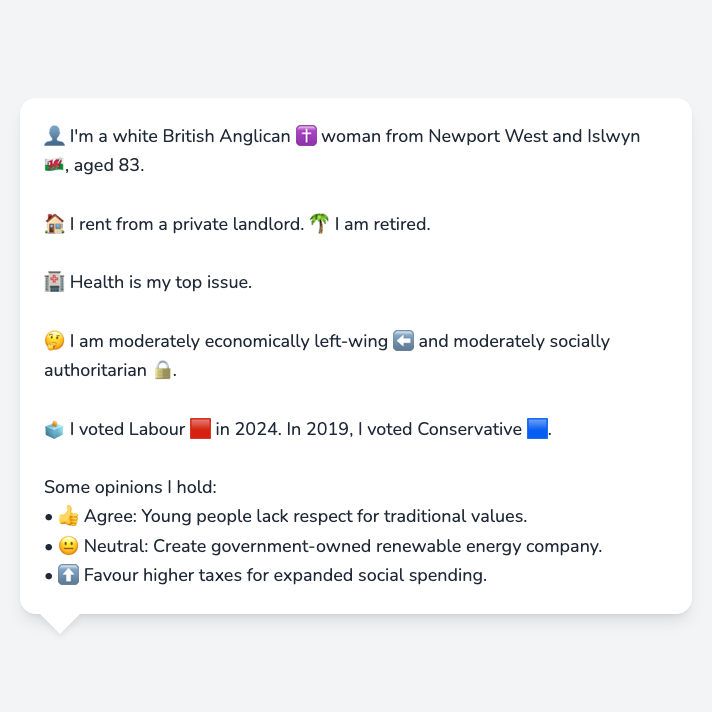 👤 I'm a white British Anglican ✝️ woman from Newport West and Islwyn
🏴󠁧󠁢󠁷󠁬󠁳󠁿, aged 83.
🏠 I rent from a private landlord. 🌴 I am retired.
🏥 Health is my top issue.
🤔 I am moderately economically left-wing ⬅️ and moderately socially
authoritarian 🔒.
🗳️ I voted Labour 🟥 in 2024. In 2019, I voted Conservative 🟦.
Some opinions I hold:
• 👍 Agree: Young people lack respect for traditional values.
• 😐 Neutral: Create government-owned renewable energy company.
• ⬆️ Favour higher taxes for expanded social spending.